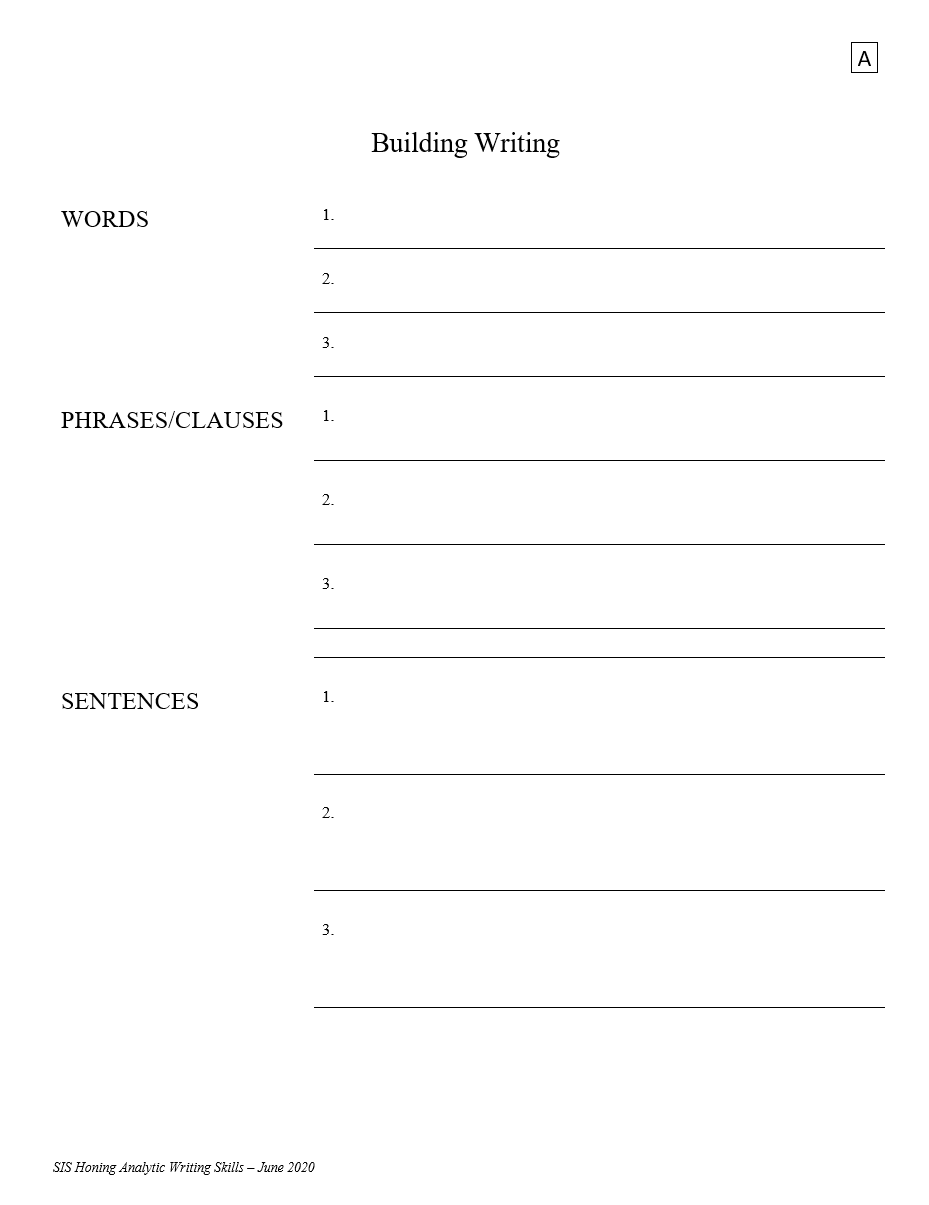 A
Building Writing
WORDS
1.
2.
3.
PHRASES/CLAUSES
1.
2.
3.
SENTENCES
1.
2.
3.
SIS Honing Analytic Writing Skills – June 2020